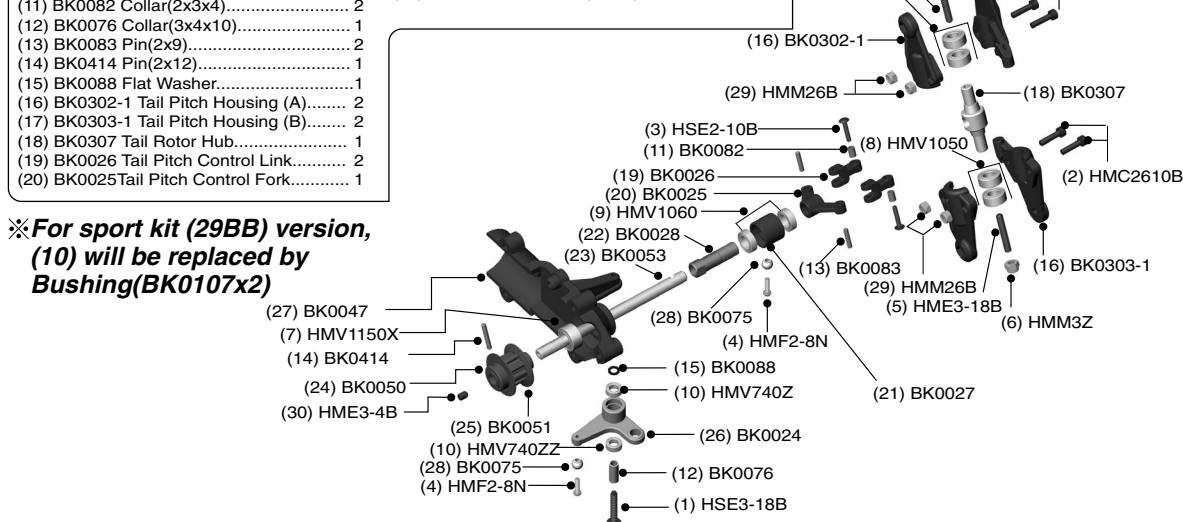 (11) BK0082 Collar(2x3x4)........................ 2
(12) BK0076 Collar(3x4x10)...................... 1
(13) BK0083 Pin(2x9)................................ 2
(14) BK0414 Pin(2x12).............................. 1
(15) BK0088 Flat Washer...........................1
(16) BK0302-1 Tail Pitch Housing (A)........ 2
(17) BK0303-1 Tail Pitch Housing (B)....... 2
(18) BK0307 Tail Rotor Hub...................... 1
(19) BK0026 Tail Pitch Control Link........... 2
(20) BK0025Tail Pitch Control Fork............ 1
※For sport kit (29BB) version,
(10) will be replaced by
Bushing(BK0107x2)
(16) BK0302-1
(29) HMM26B
(18) BK0307
(3) HSE2-10B
(11) BK0082
(8) HMV1050
(2) HMC2610B
(19) BK0026
(20) BK0025
(9) HMV1060
(22) BK0028
(23) BK0053
(13) BK0083
(16) BK0303-1
(29) HMM26B
(5) HME3-18B
(6) HMM3Z
(27) BK0047
(28) BK0075
(7) HMV1150X
(4) HMF2-8N
(14) BK0414
(15) BK0088
(24) BK0050
(10) HMV740Z
(21) BK0027
(30) HME3-4B
(25) BK0051
(26) BK0024
(10) HMV740ZZ
(28) BK0075
(12) BK0076
(4) HMF2-8N
(1) HSE3-18B